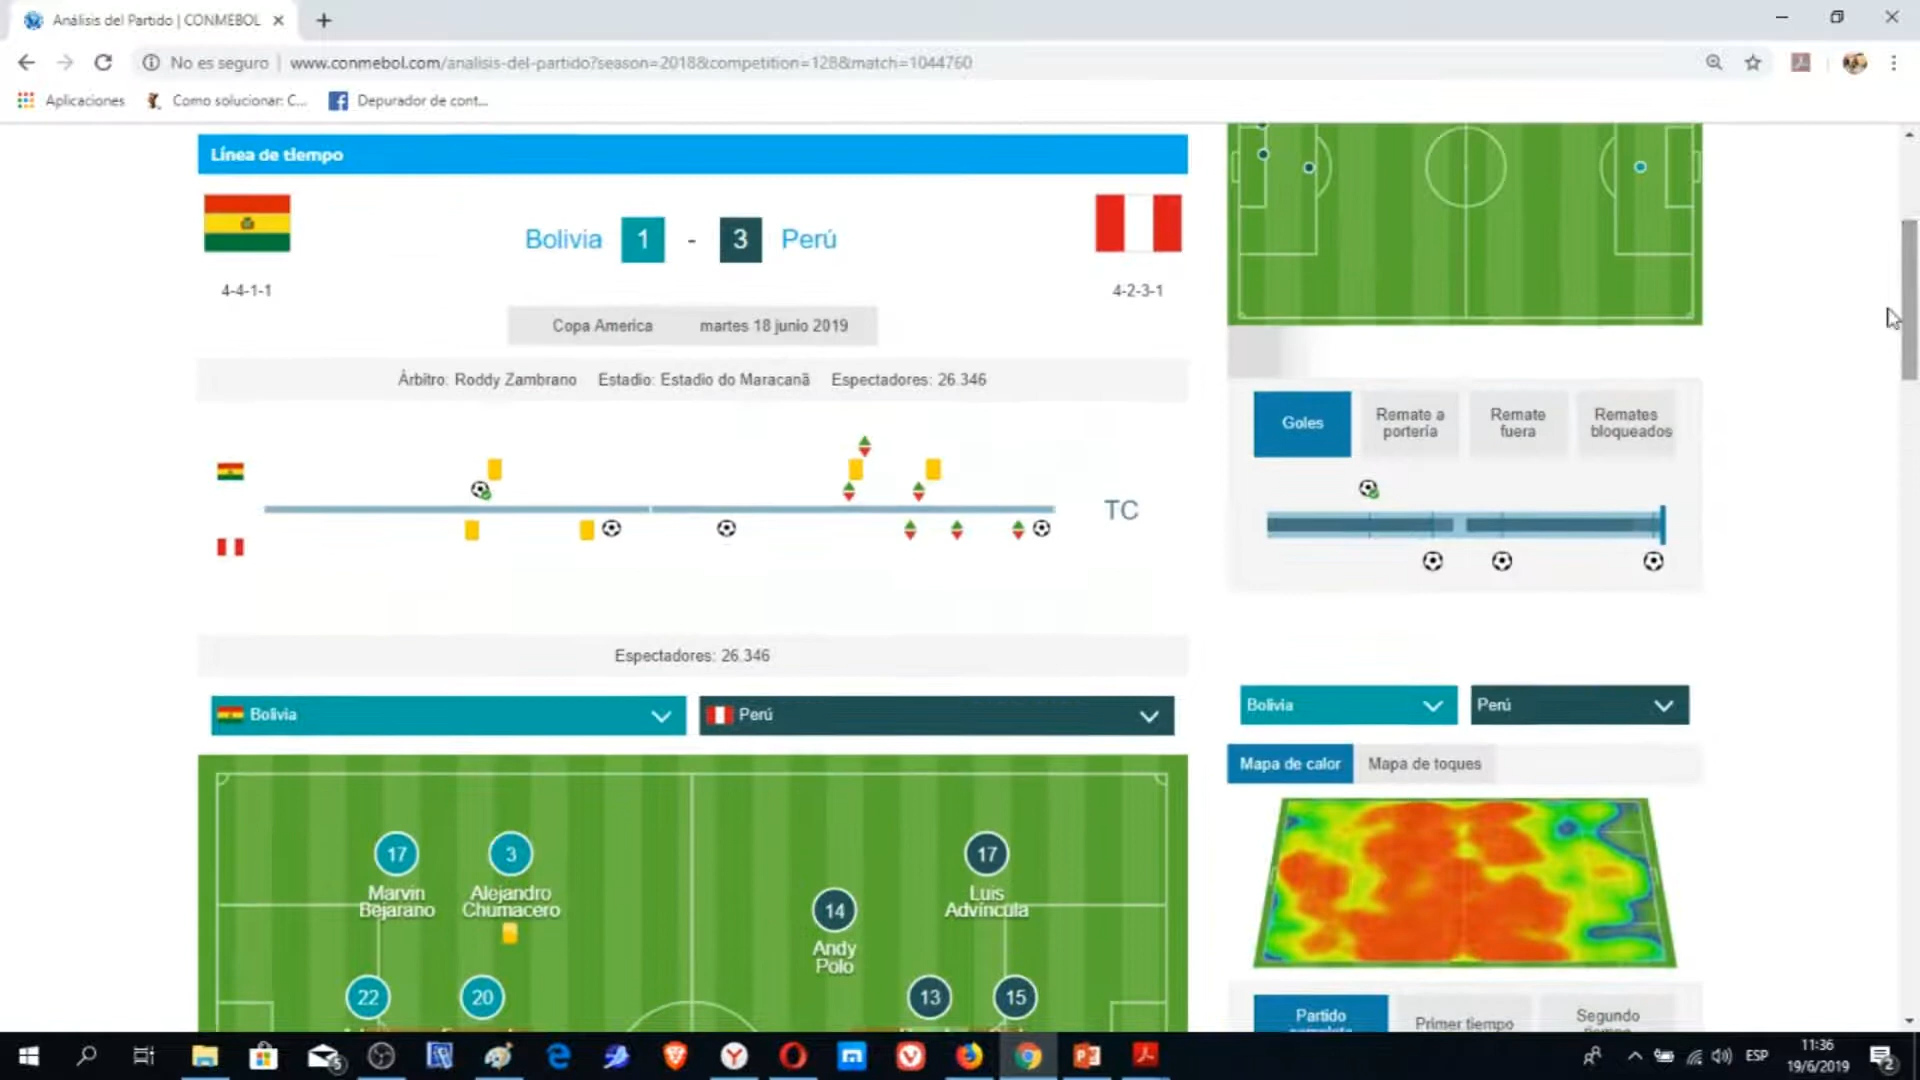 Análisis del Partido | CONMEBOL
No es seguro | www.conmebol.com/analisis-del-partido?season=2018&competition=128&match=1044760
Aplicaciones
Como solucionar: C...
Depurador de cont...
Línea de tiempo
Bolivia 1 - 3 Perú
4-4-1-1
4-2-3-1
Copa America martes 18 junio 2019
Árbitro: Roddy Zambrano Estadio: Estadio do Maracanã Espectadores: 26.346
TC
Espectadores: 26.346
Bolivia
Perú
17
Marvin
Bejarano
3
Alejandro
Chumacero
14
Andy
Polo
17
Luis
Advíncula
22
20
13
15
Goles
Remate a
portería
Remate
fuera
Remates
bloqueados
Bolivia
Perú
Mapa de calor
Mapa de toques
Partido
Primer tiempo
Segundo
5
ESP
11:36
19/6/2019
2